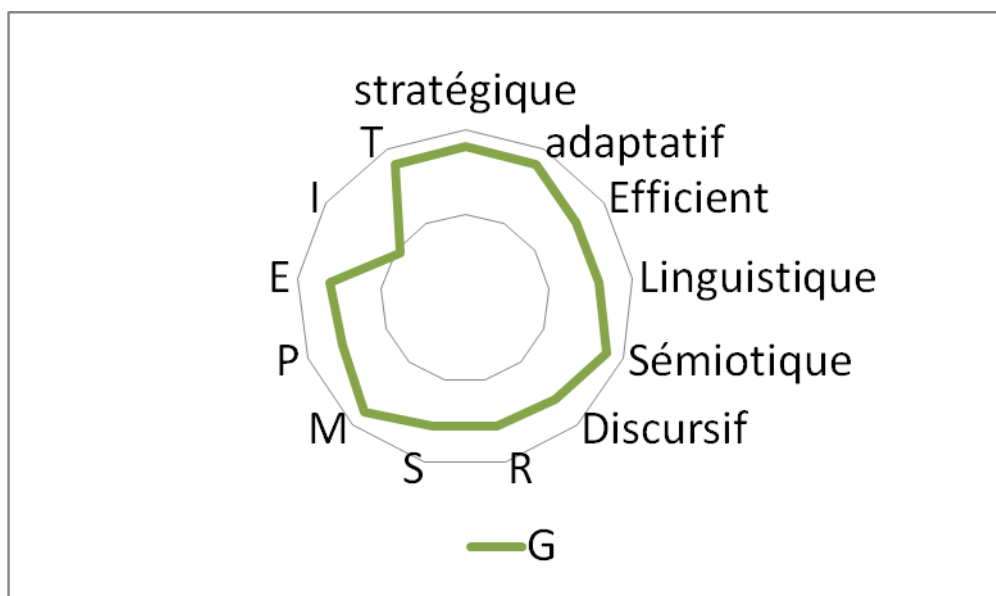 stratégique
adaptatif
Efficient
Linguistique
Sémiotique
Discursif
R
S
M
P
E
I
T
G